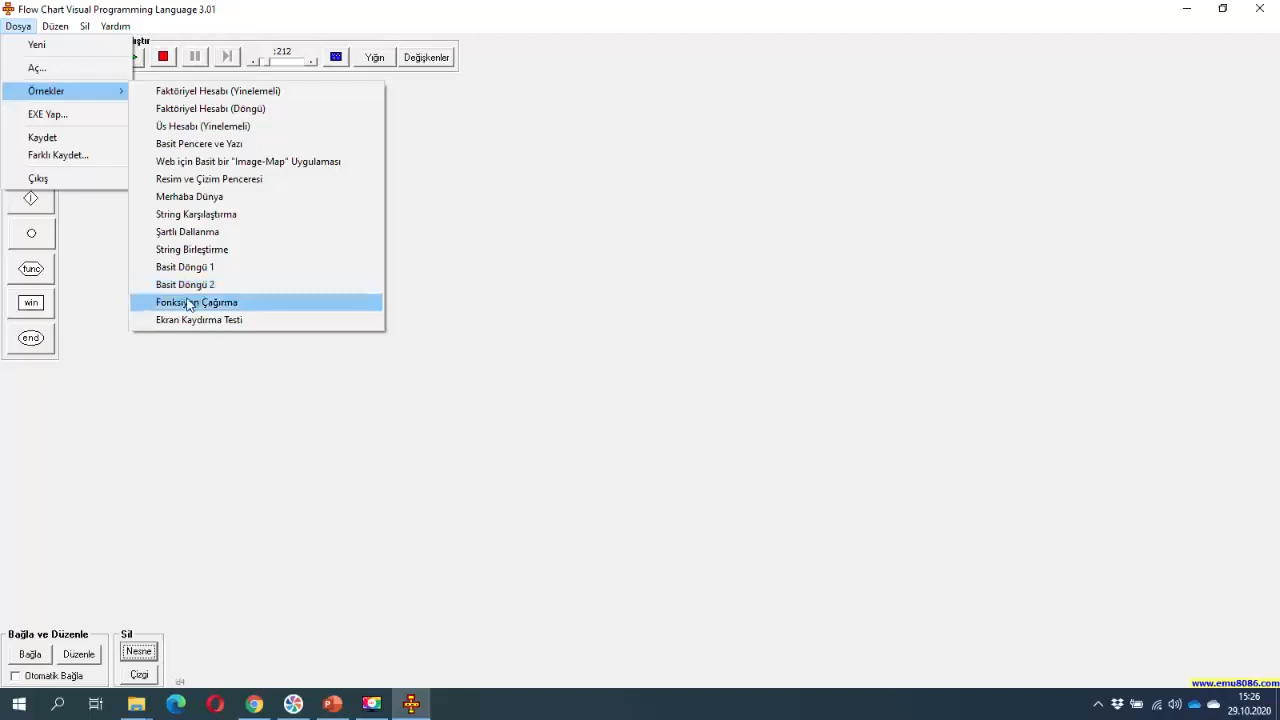 Flow Chart Visual Programming Language 3.01
Dosya Düzen Sil Yardım
Yeni
Aç...
Örnekler
EXE Yap...
Kaydet
Farklı Kaydet...
Çıkış
:212
Yığın
Değişkenler
Faktöriyel Hesabı (Yinelemeli)
Faktöriyel Hesabı (Döngü)
Üs Hesabı (Yinelemeli)
Basit Pencere ve Yazı
Web için Basit bir "Image-Map" Uygulaması
Resim ve Çizim Penceresi
Merhaba Dünya
String Karşılaştırma
Şartlı Dallanma
String Birleştirme
Basit Döngü 1
Basit Döngü 2
Fonksiyon Çağırma
Ekran Kaydırma Testi
func
win
end
Bağla ve Düzenle
Bağla
Düzenle
Otomatik Bağla
Sil
Nesne
Çizgi
id4
www.emu8086.com
15:26
29.10.2020